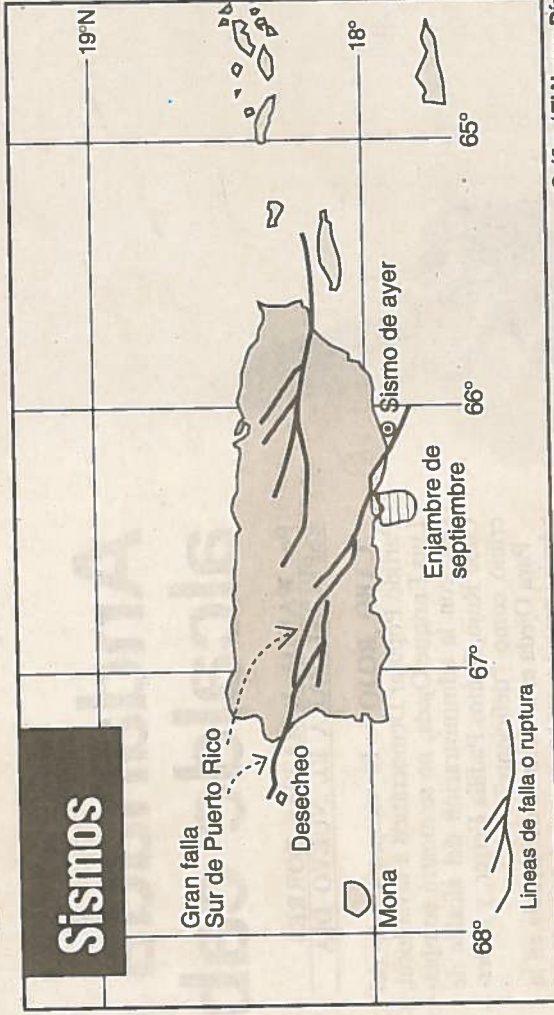 Sismos
19°N
18°
Gran falla
Sur de Puerto Rico
Desecheo
Mona
Enjambre de
septiembre
Sismo de ayer
68°
67°
66°
65°
Lineas de falla o ruptura